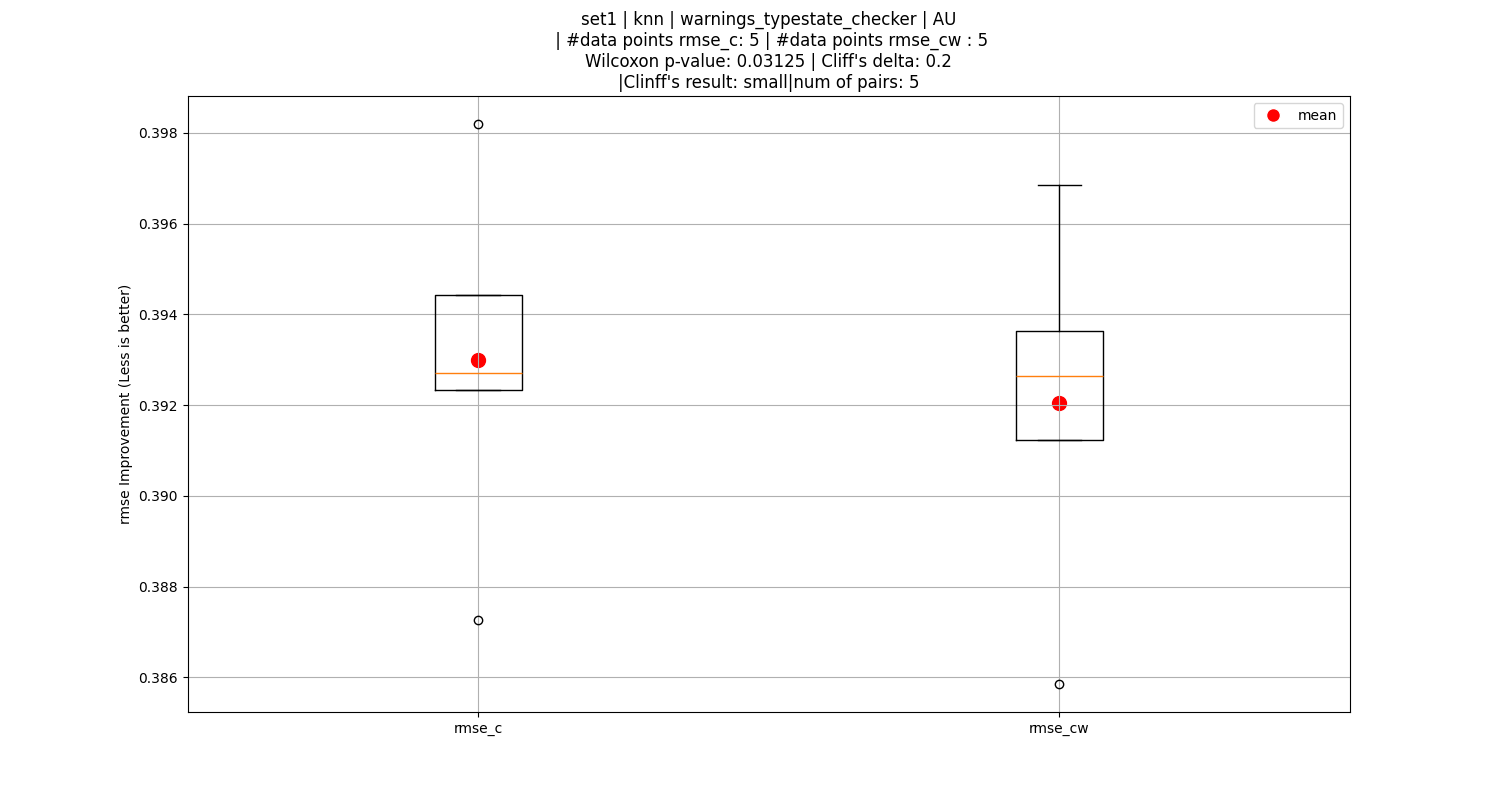 set1 | knn | warnings_typestate_checker | AU
| #data points rmse_c: 5 | #data points rmse_cw : 5
Wilcoxon p-value: 0.03125 | Cliff's delta: 0.2
|Clinff's result: small|num of pairs: 5
mean
0.398
0.396
0.394
0.392
0.390
0.388
0.386
rmse Improvement (Less is better)
rmse_c
rmse_cw